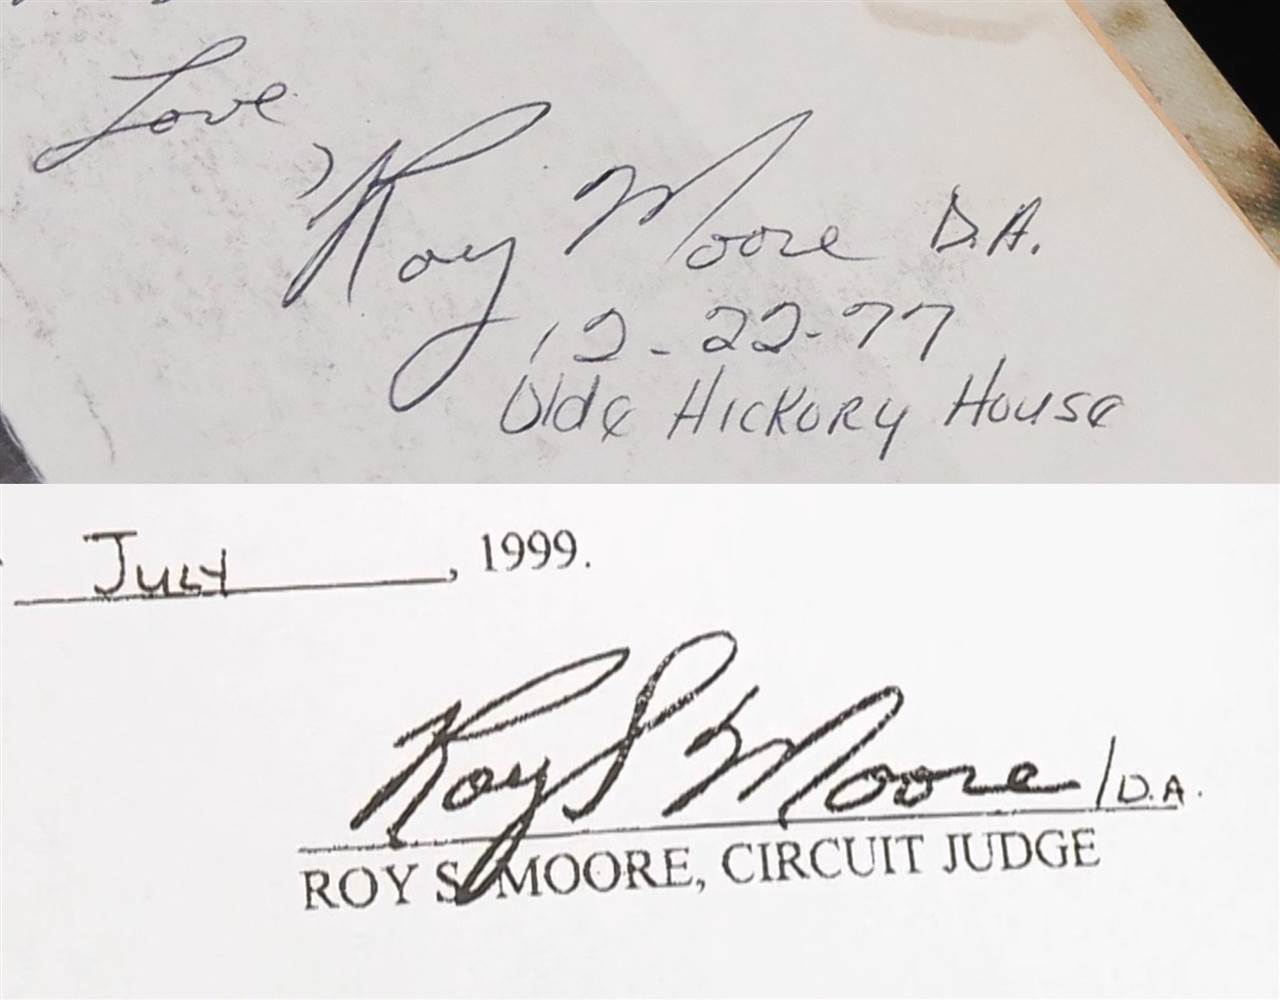 Love,
Roy Moore D.A.
12-22-77
Olde Hickory House
July, 1999.
Roy S Moore /D.A.
ROY S. MOORE, CIRCUIT JUDGE